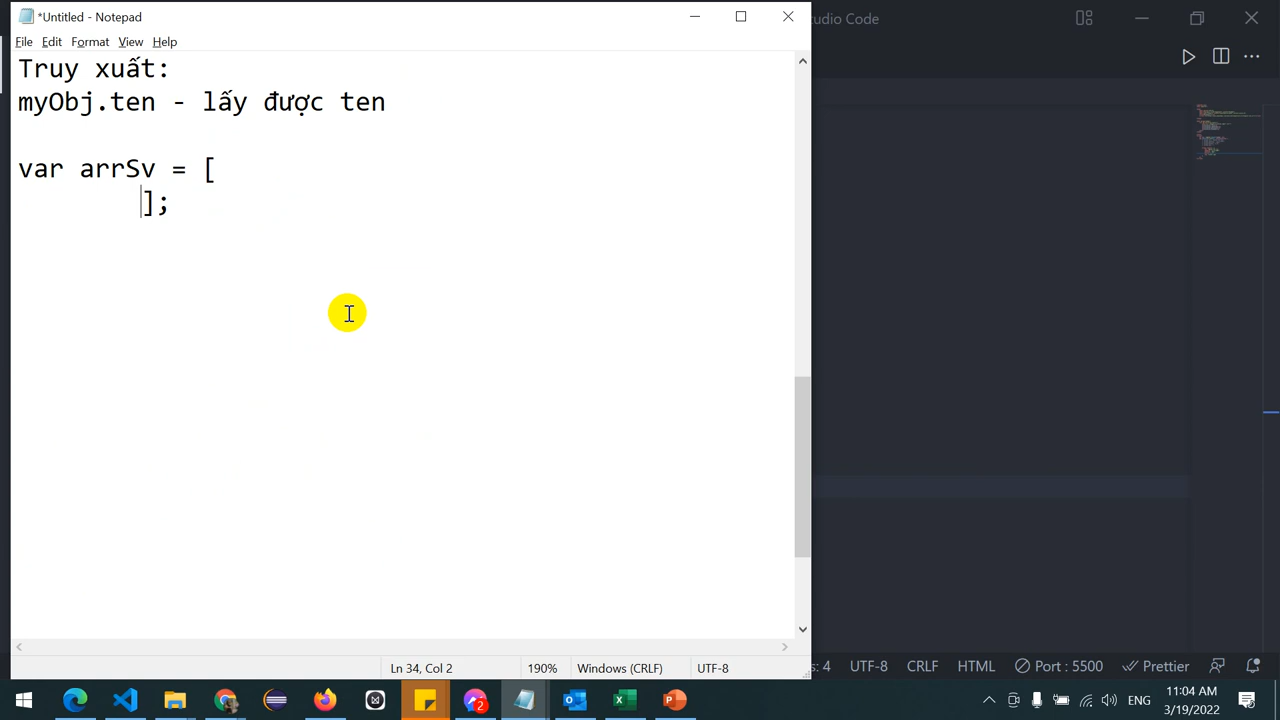 *Untitled - Notepad
tudio Code
File Edit Format View Help
Truy xuất:
myObj.ten - lấy được ten
var arrSv = [
];
Ln 34, Col 2
190%
Windows (CRLF)
UTF-8
s: 4
UTF-8
CRLF
HTML
Port : 5500
Prettier
2
ENG
11:04 AM
3/19/2022